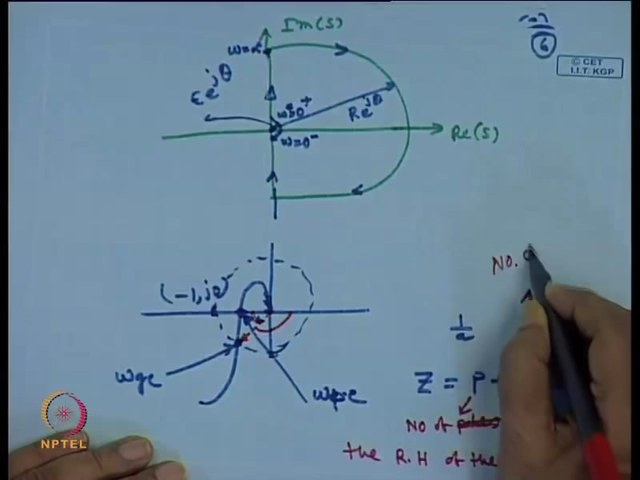 Im(s)
6
© CET
I.I.T. KGP
εe^jθ
ω=0⁺
Re^jθ
ω=0⁻
Re(s)
No.
(-1,j0)
1/a
ωgc
Z = P-
ωpc
No of
the R.H of the
NPTEL